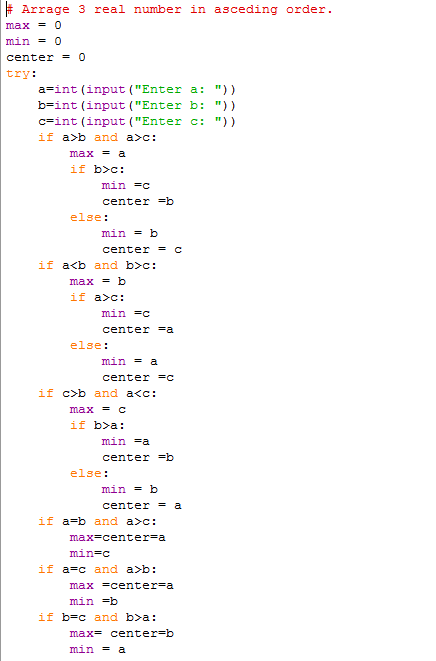 # Arrage 3 real number in asceding order.
max = 0
min = 0
center = 0
try:
    a=int(input("Enter a: "))
    b=int(input("Enter b: "))
    c=int(input("Enter c: "))
    if a>b and a>c:
        max = a
        if b>c:
            min =c
            center =b
        else:
            min = b
            center = c
    if a<b and b>c:
        max = b
        if a>c:
            min =c
            center =a
        else:
            min = a
            center =c
    if c>b and a<c:
        max = c
        if b>a:
            min =a
            center =b
        else:
            min = b
            center = a
    if a=b and a>c:
        max=center=a
        min=c
    if a=c and a>b:
        max =center=a
        min =b
    if b=c and b>a:
        max= center=b
        min = a